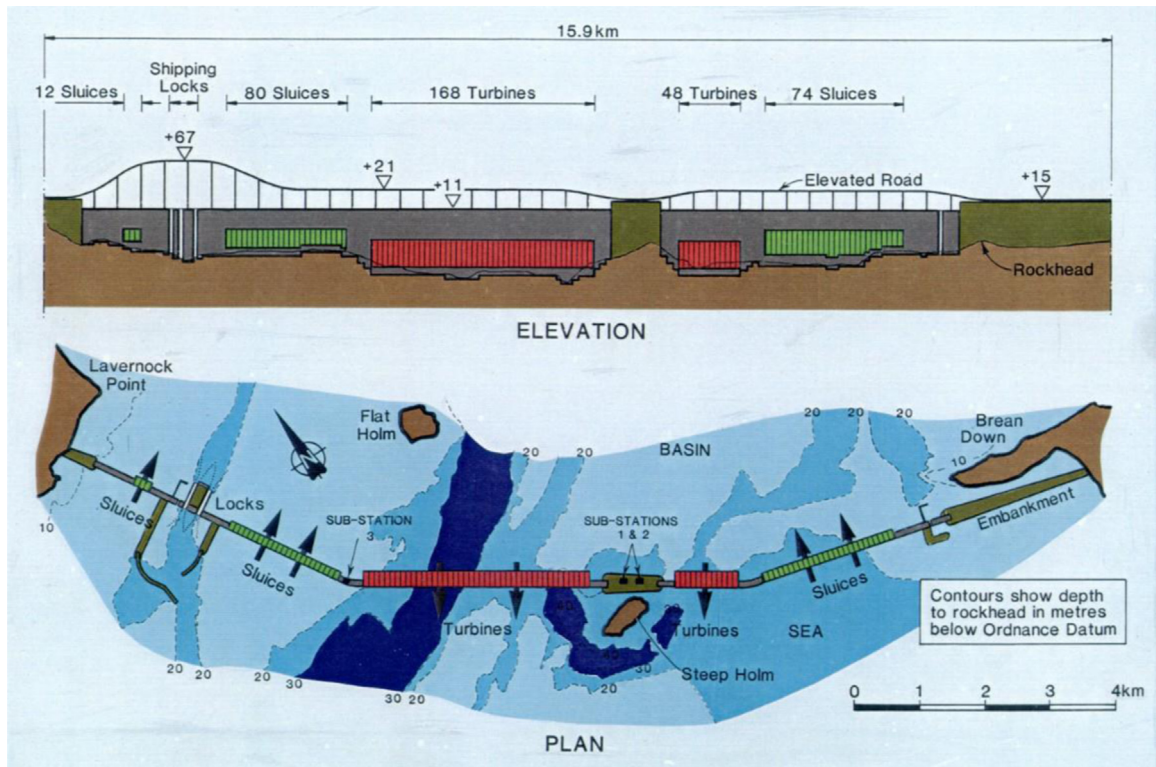 15.9km
Shipping
Locks
12 Sluices
80 Sluices
168 Turbines
48 Turbines
74 Sluices
+67
+21
+11
Elevated Road
+15
Rockhead
ELEVATION
Lavernock
Point
Flat
Holm
20
20
BASIN
20
20
20
Brean
Down
10
Sluices
Locks
10
SUB-STATION
3
SUB-STATIONS
1 & 2
Embankment
Sluices
Sluices
40
Turbines
Turbines
SEA
Contours show depth
to rockhead in metres
below Ordnance Datum
Steep Holm
30
20
20
20
20
30
30
20
0
1
2
3
4km
PLAN